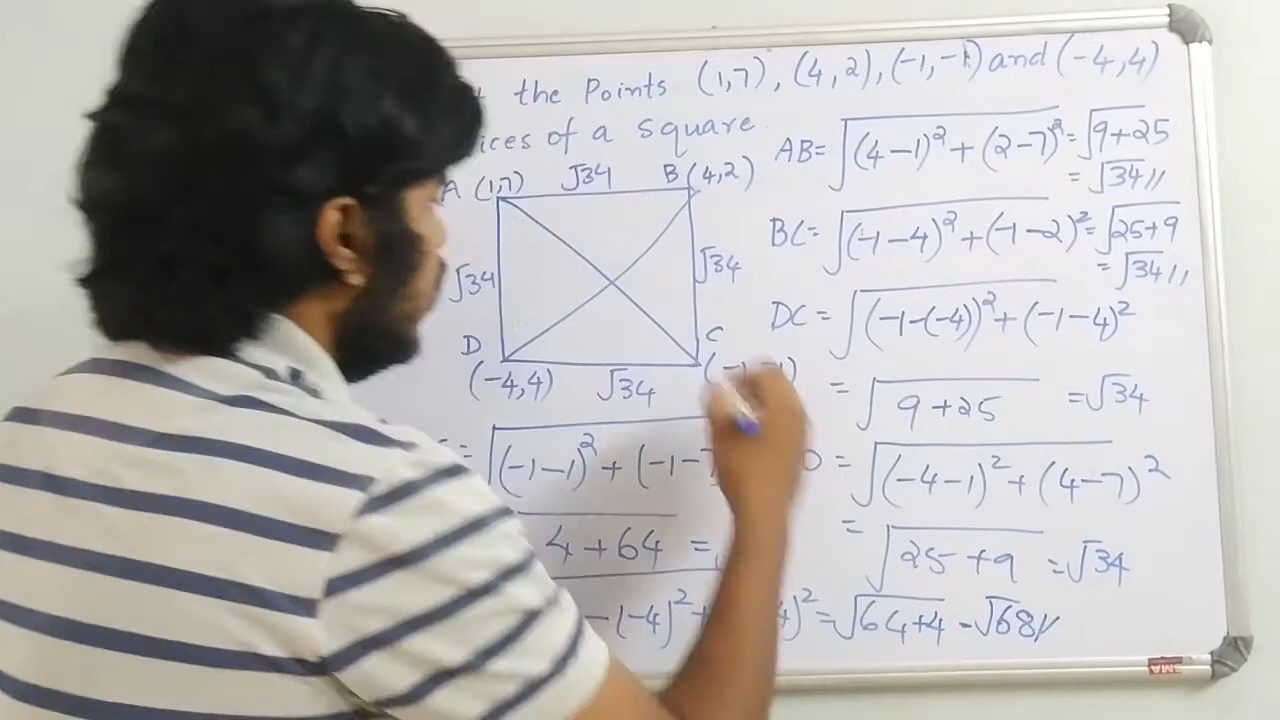 the Points (1,7), (4,2), (-1,-1) and (-4,4)
ices of a square
A (1,7) √34 B (4,2)
√34 √34
D C
(-4,4) √34
AB= √(4-1)²+(2-7)² = √9+25
= √34//
BC= √(-1-4)²+(-1-2)² = √25+9
= √34//
DC = √(-1-(-4))²+(-1-4)²
= √9+25 =√34
= √(-4-1)²+(4-7)²
= √25+9 =√34
= √(-1-1)²+(-1-7
4+64 =
-(-4)² + 4)² = √64+4 - √68//
EMA